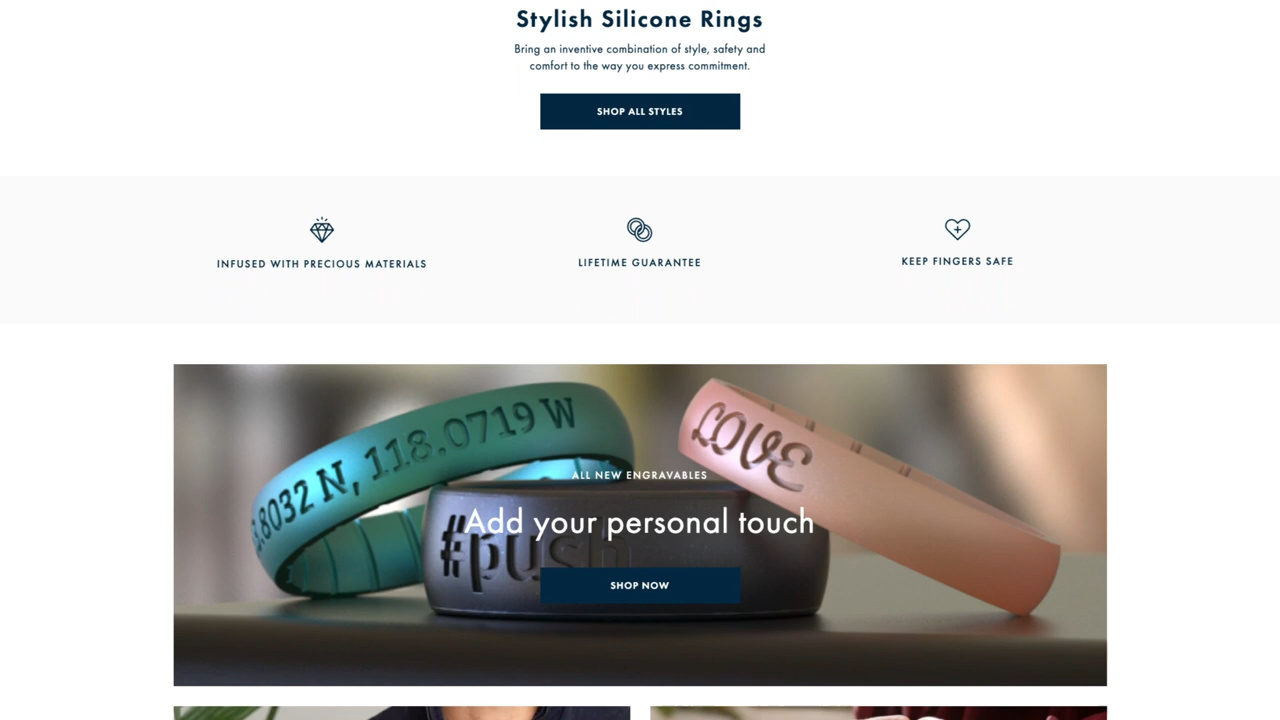 Stylish Silicone Rings
Bring an inventive combination of style, safety and
comfort to the way you express commitment.
SHOP ALL STYLES
INFUSED WITH PRECIOUS MATERIALS
LIFETIME GUARANTEE
KEEP FINGERS SAFE
.8032 N, 118.0719 W
LOVE
ALL NEW ENGRAVABLES
Add your personal touch
#push
SHOP NOW